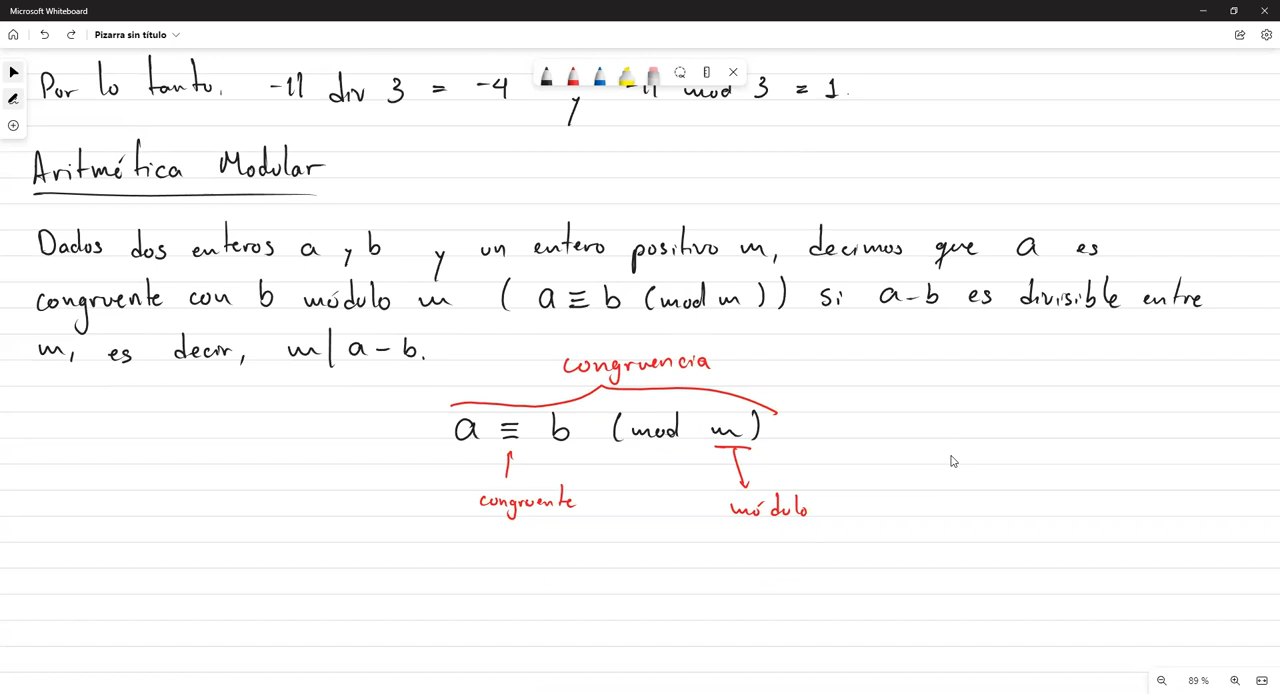 Microsoft Whiteboard
Pizarra sin título
Por lo tanto, -11 div 3 = -4 y -11 mod 3 = 1.
Aritmética Modular
Dados dos enteros a y b y un entero positivo m, decimos que a es
congruente con b módulo m (a ≡ b (mod m)) si a-b es divisible entre
m, es decir, m|a-b.
congruencia
a ≡ b (mod m)
congruente
módulo
89 %